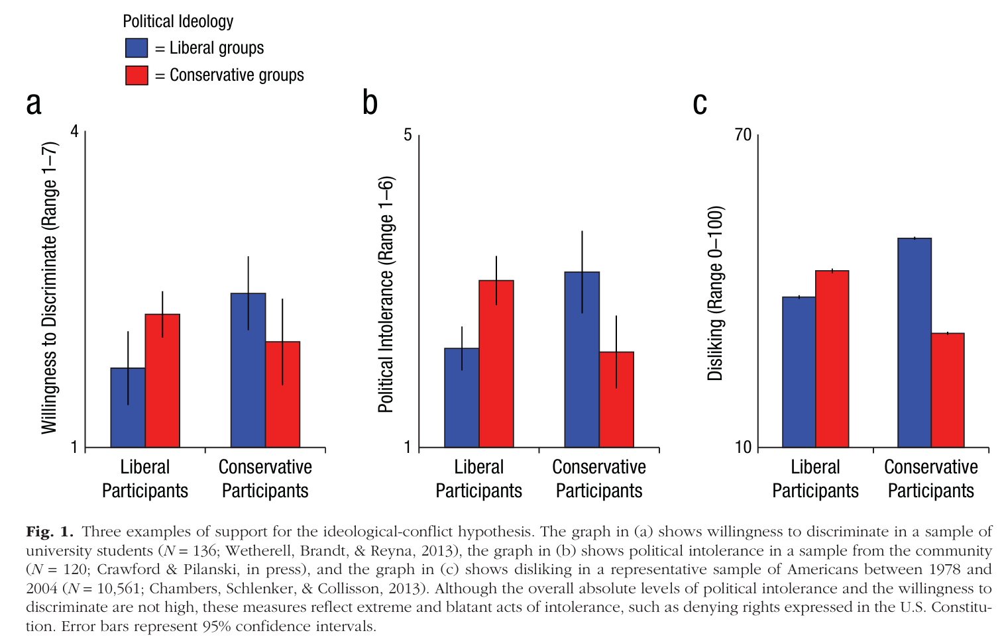 Political Ideology
= Liberal groups
= Conservative groups
a
4
Willingness to Discriminate (Range 1–7)
1
Liberal
Participants
Conservative
Participants
b
5
Political Intolerance (Range 1–6)
1
Liberal
Participants
Conservative
Participants
c
70
Disliking (Range 0–100)
10
Liberal
Participants
Conservative
Participants
Fig. 1. Three examples of support for the ideological-conflict hypothesis. The graph in (a) shows willingness to discriminate in a sample of
university students (N = 136; Wetherell, Brandt, & Reyna, 2013), the graph in (b) shows political intolerance in a sample from the community
(N = 120; Crawford & Pilanski, in press), and the graph in (c) shows disliking in a representative sample of Americans between 1978 and
2004 (N = 10,561; Chambers, Schlenker, & Collisson, 2013). Although the overall absolute levels of political intolerance and the willingness to
discriminate are not high, these measures reflect extreme and blatant acts of intolerance, such as denying rights expressed in the U.S. Constitu-
tion. Error bars represent 95% confidence intervals.